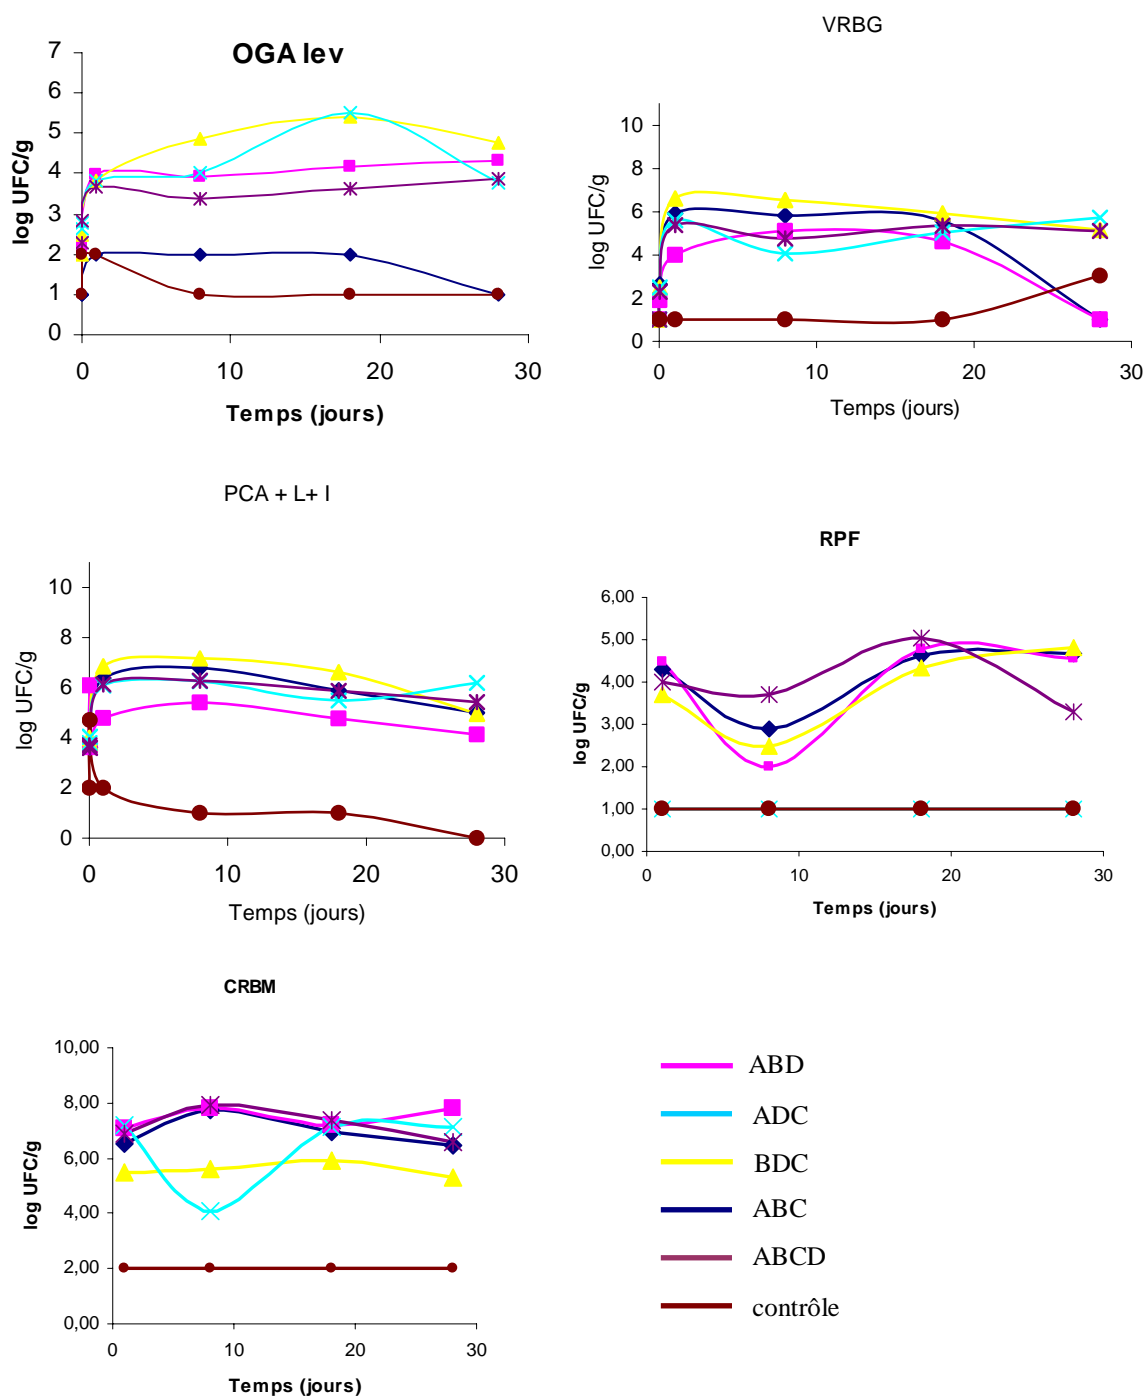 OGA lev
log UFC/g
7
6
5
4
3
2
1
0
0 10 20 30
Temps (jours)
VRBG
log UFC/g
10
8
6
4
2
0
0 10 20 30
Temps (jours)
PCA + L+ I
log UFC/g
10
8
6
4
2
0
0 10 20 30
Temps (jours)
RPF
log UFC/g
6,00
5,00
4,00
3,00
2,00
1,00
0,00
0 10 20 30
Temps (jours)
CRBM
log UFC/g
10,00
8,00
6,00
4,00
2,00
0,00
0 10 20 30
Temps (jours)
ABD
ADC
BDC
ABC
ABCD
contrôle